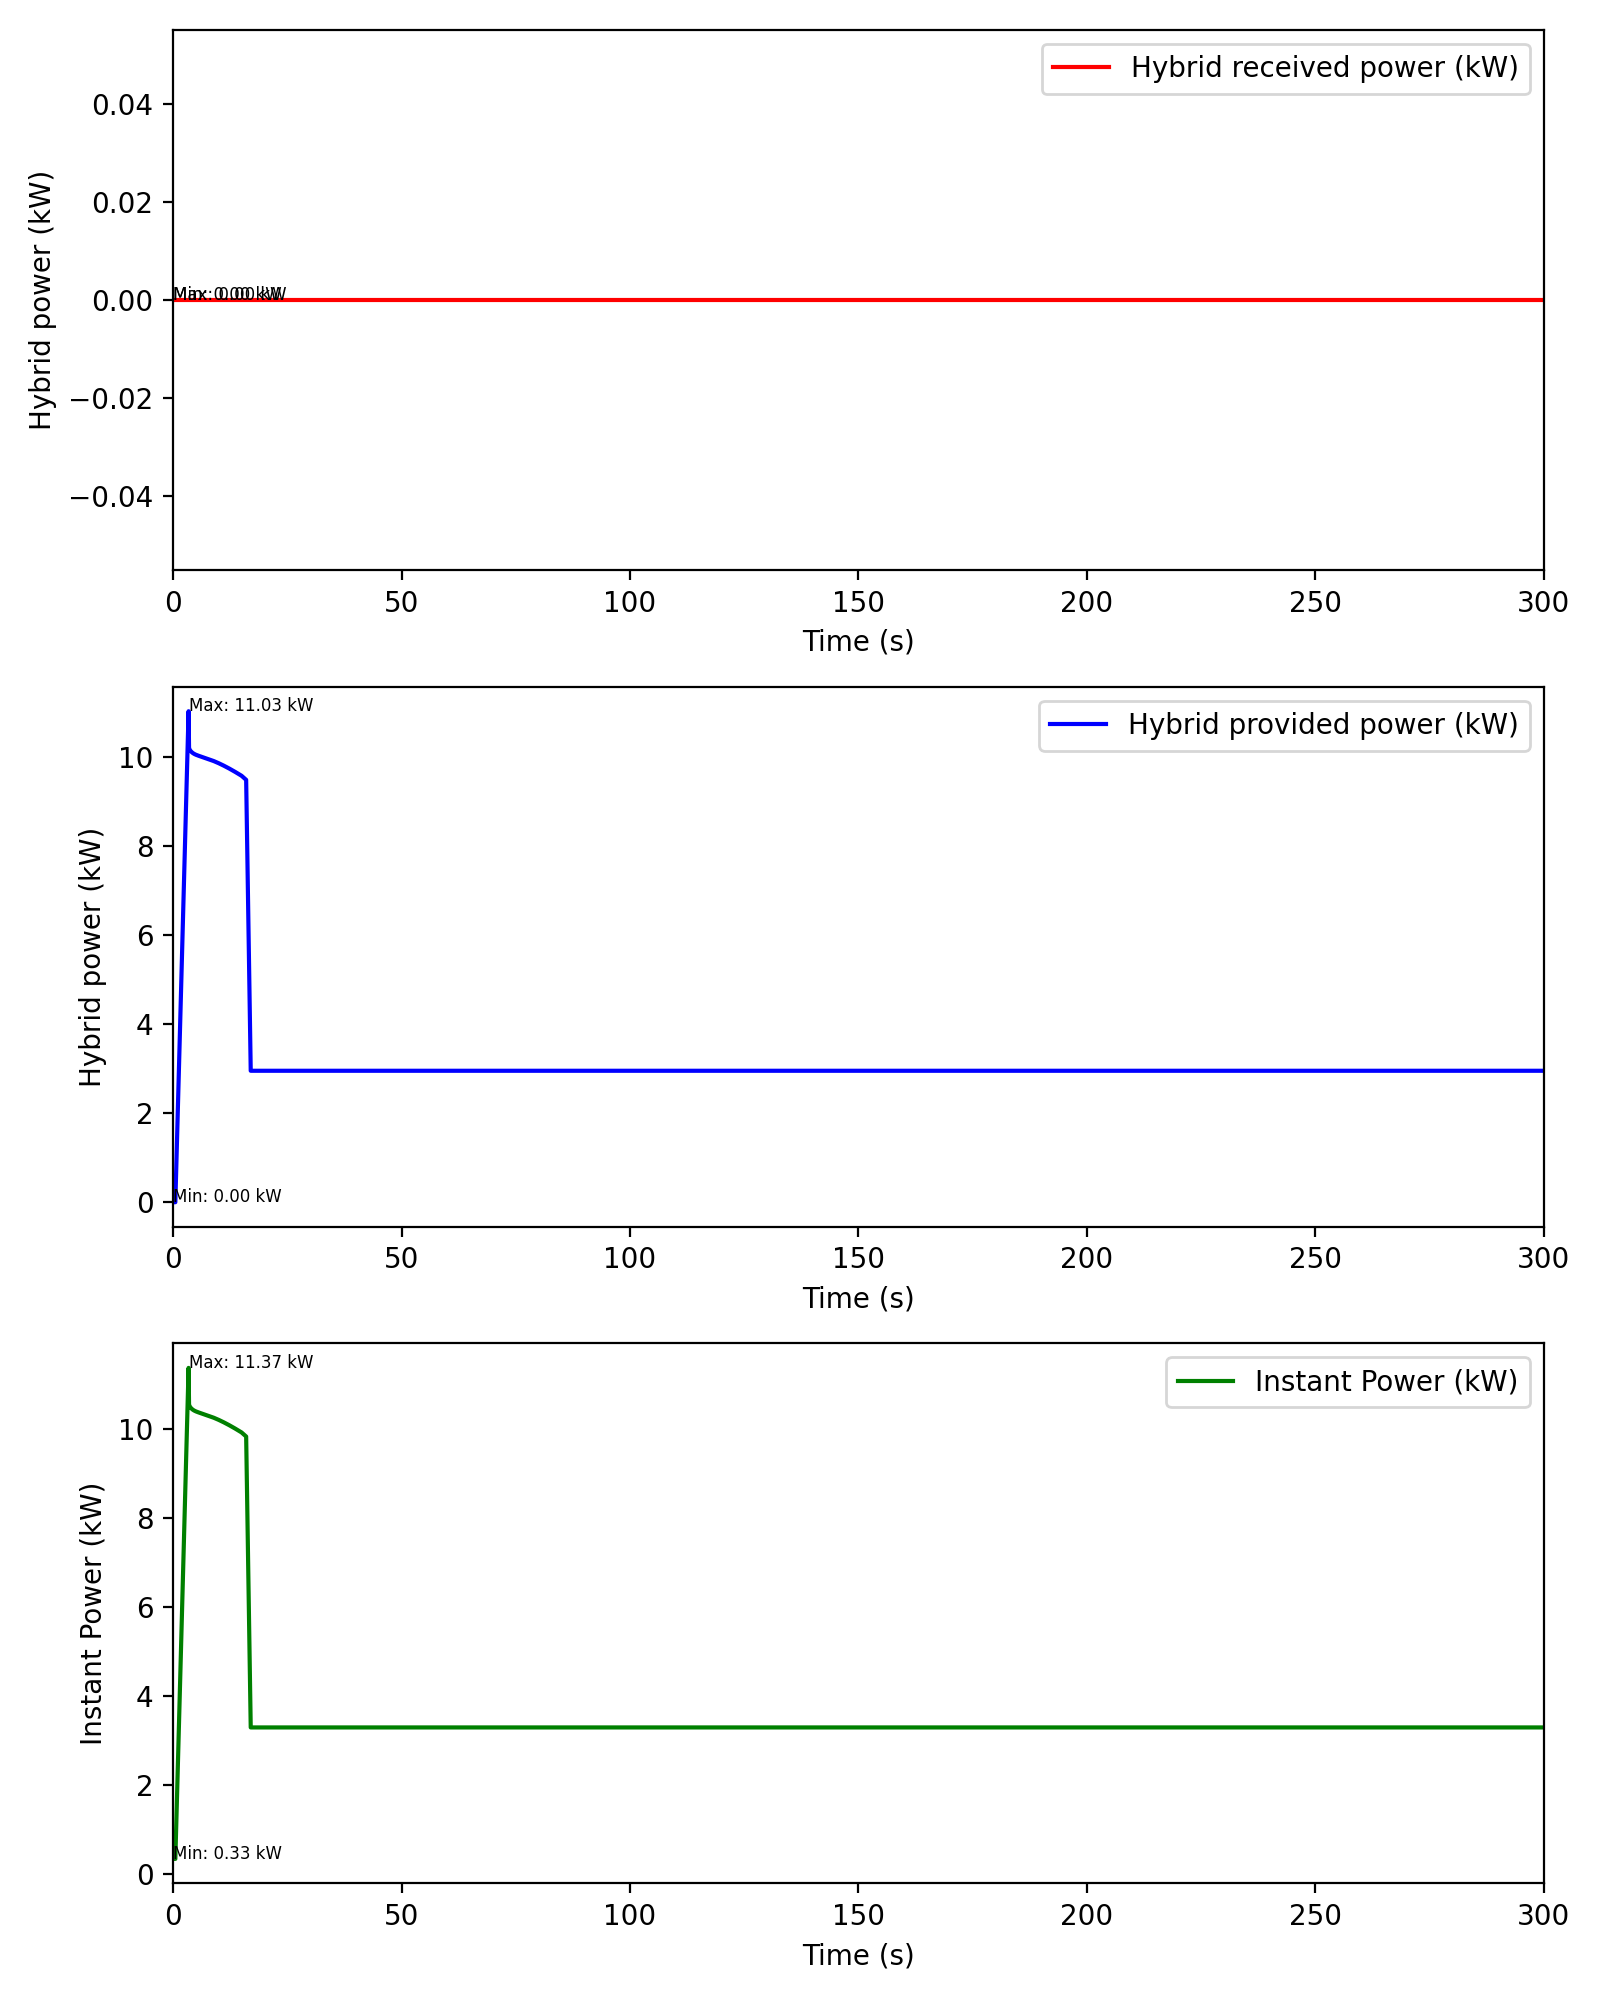 Hybrid received power (kW)
Hybrid power (kW)
0.04
0.02
0.00
−0.02
−0.04
0 50 100 150 200 250 300
Time (s)
Max: 11.03 kW
Hybrid provided power (kW)
Hybrid power (kW)
10
8
6
4
2
0
Min: 0.00 kW
0 50 100 150 200 250 300
Time (s)
Max: 11.37 kW
Instant Power (kW)
Instant Power (kW)
10
8
6
4
2
0
Min: 0.33 kW
0 50 100 150 200 250 300
Time (s)